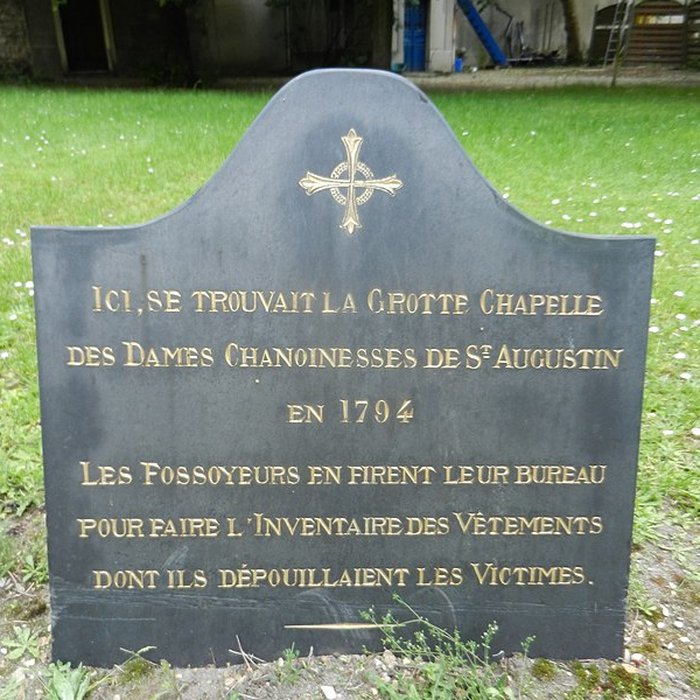 Ici, se trouvait la Grotte Chapelle
des Dames Chanoinesses de St Augustin
en 1794
Les Fossoyeurs en firent leur bureau
pour faire l'Inventaire des Vêtements
dont ils dépouillaient les Victimes.